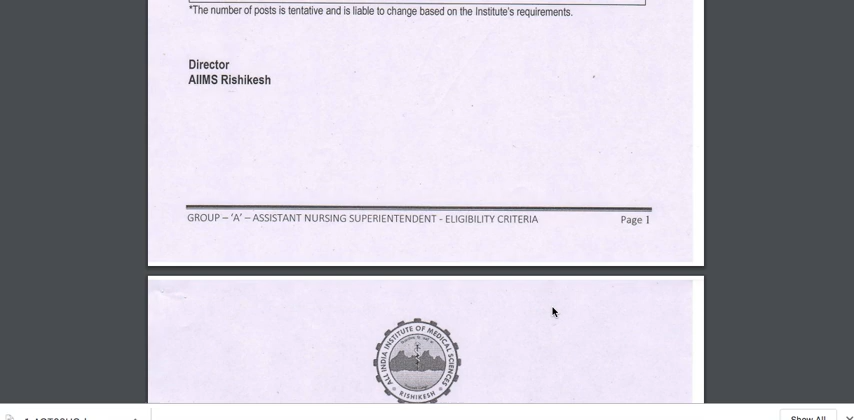 *The number of posts is tentative and is liable to change based on the Institute's requirements.
Director
AIIMS Rishikesh
GROUP – 'A' – ASSISTANT NURSING SUPERIENTENDENT - ELIGIBILITY CRITERIA Page 1
ALL INDIA INSTITUTE OF MEDICAL SCIENCES
RISHIKESH
Show All